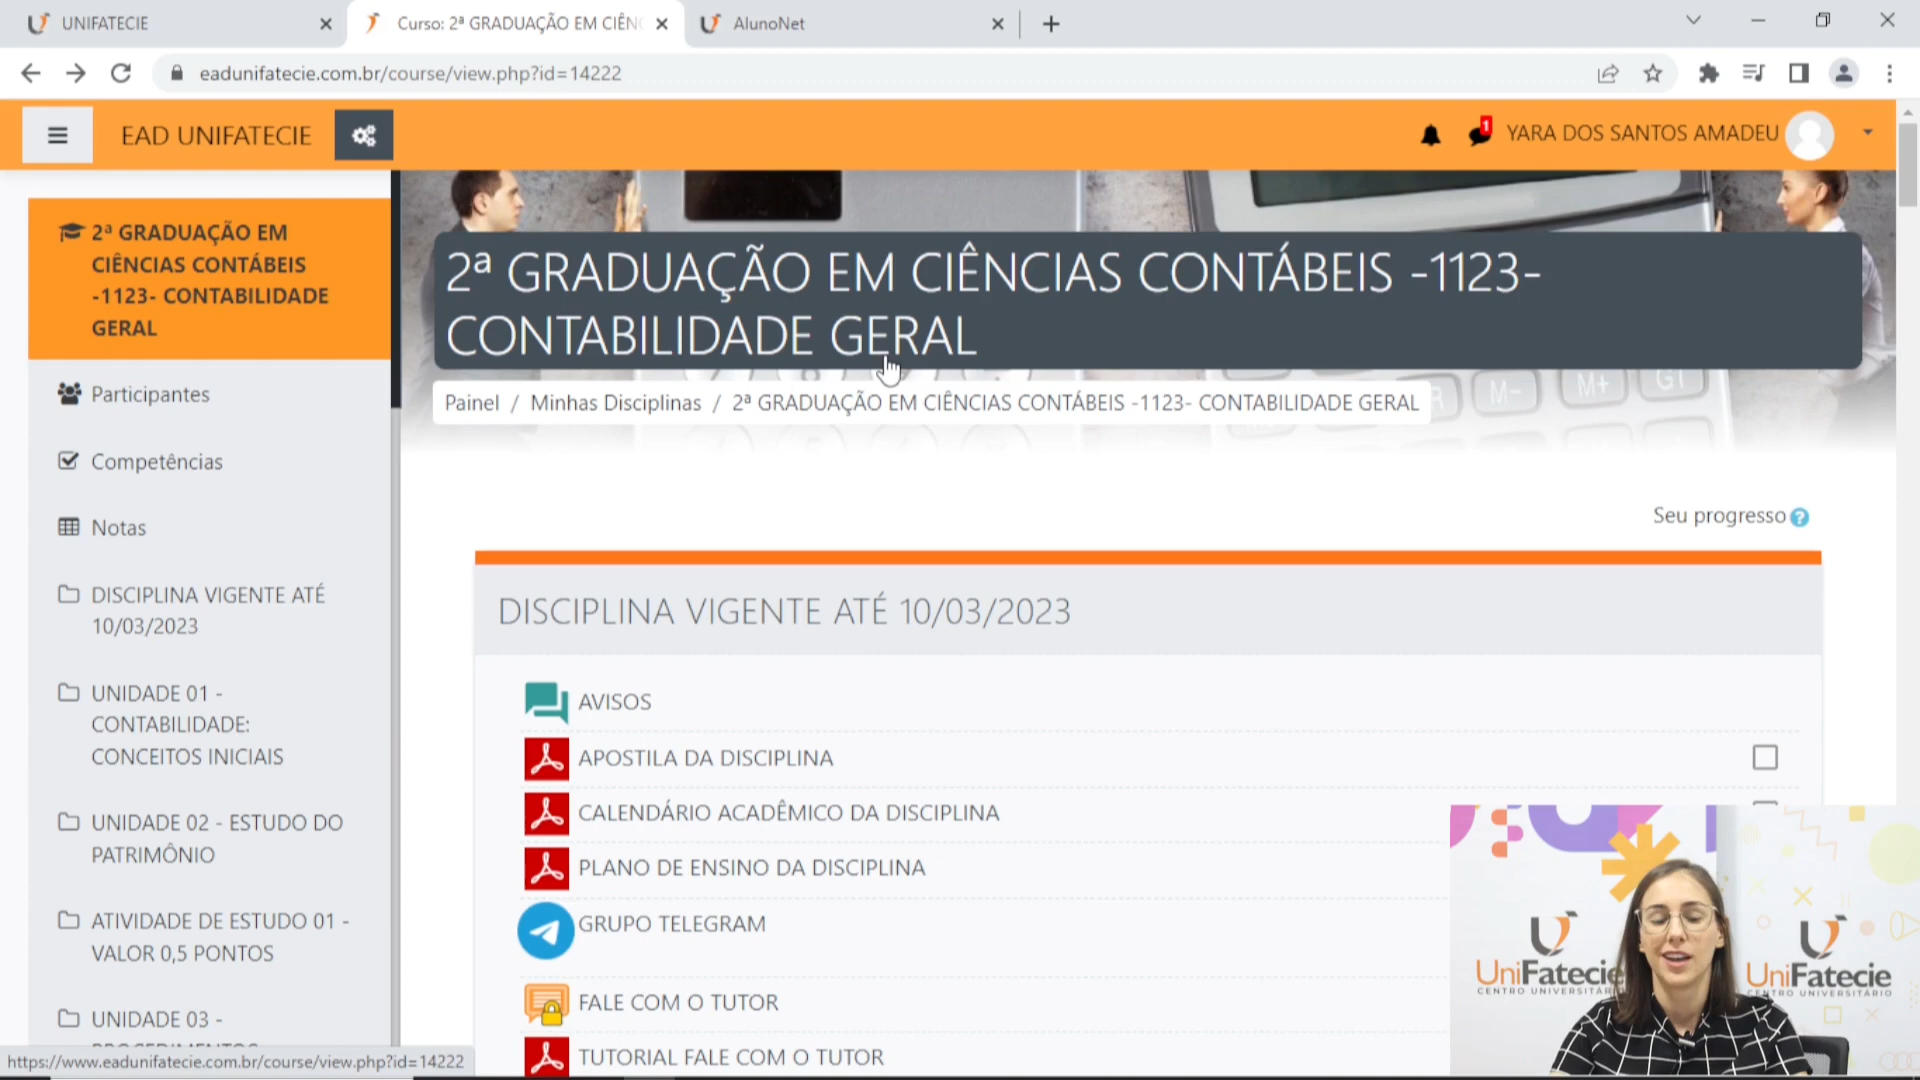 UNIFATECIE
Curso: 2ª GRADUAÇÃO EM CIÊN
AlunoNet
eadunifatecie.com.br/course/view.php?id=14222
EAD UNIFATECIE
1
YARA DOS SANTOS AMADEU
2ª GRADUAÇÃO EM
CIÊNCIAS CONTÁBEIS
-1123- CONTABILIDADE
GERAL
Participantes
Competências
Notas
DISCIPLINA VIGENTE ATÉ
10/03/2023
UNIDADE 01 -
CONTABILIDADE:
CONCEITOS INICIAIS
UNIDADE 02 - ESTUDO DO
PATRIMÔNIO
ATIVIDADE DE ESTUDO 01 -
VALOR 0,5 PONTOS
UNIDADE 03 -
2ª GRADUAÇÃO EM CIÊNCIAS CONTÁBEIS -1123-
CONTABILIDADE GERAL
Painel / Minhas Disciplinas / 2ª GRADUAÇÃO EM CIÊNCIAS CONTÁBEIS -1123- CONTABILIDADE GERAL
M- M+ GT
Seu progresso
DISCIPLINA VIGENTE ATÉ 10/03/2023
AVISOS
APOSTILA DA DISCIPLINA
CALENDÁRIO ACADÊMICO DA DISCIPLINA
PLANO DE ENSINO DA DISCIPLINA
GRUPO TELEGRAM
FALE COM O TUTOR
TUTORIAL FALE COM O TUTOR
UniFatecie
CENTRO UNIVERSITÁRIO
UniFatecie
CENTRO UNIVERSITÁRIO
https://www.eadunifatecie.com.br/course/view.php?id=14222